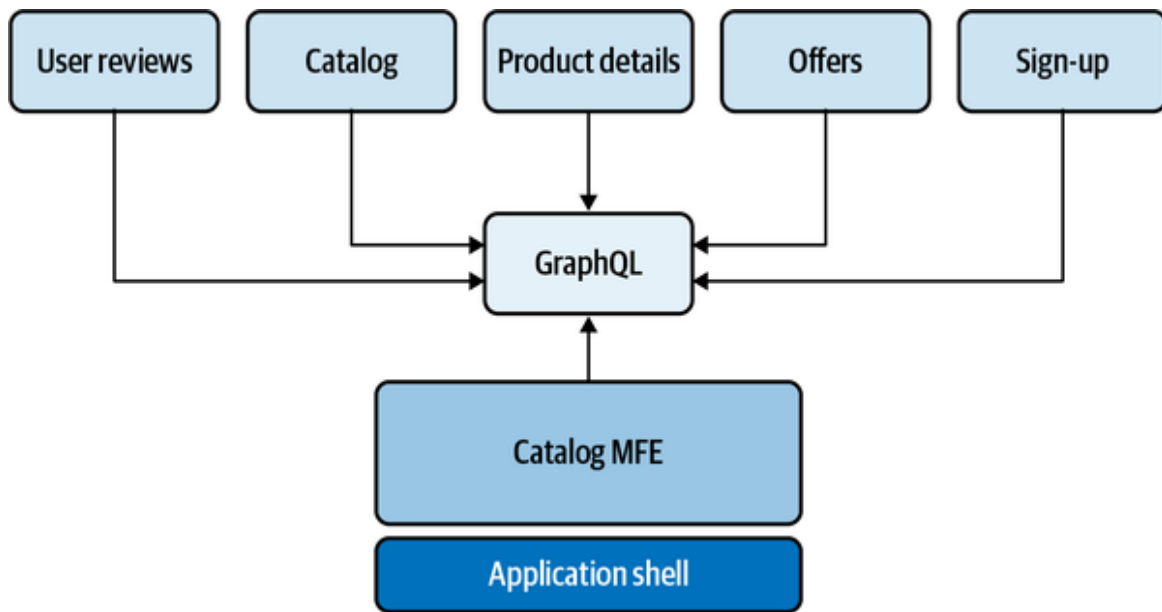 User reviews
Catalog
Product details
Offers
Sign-up
GraphQL
Catalog MFE
Application shell